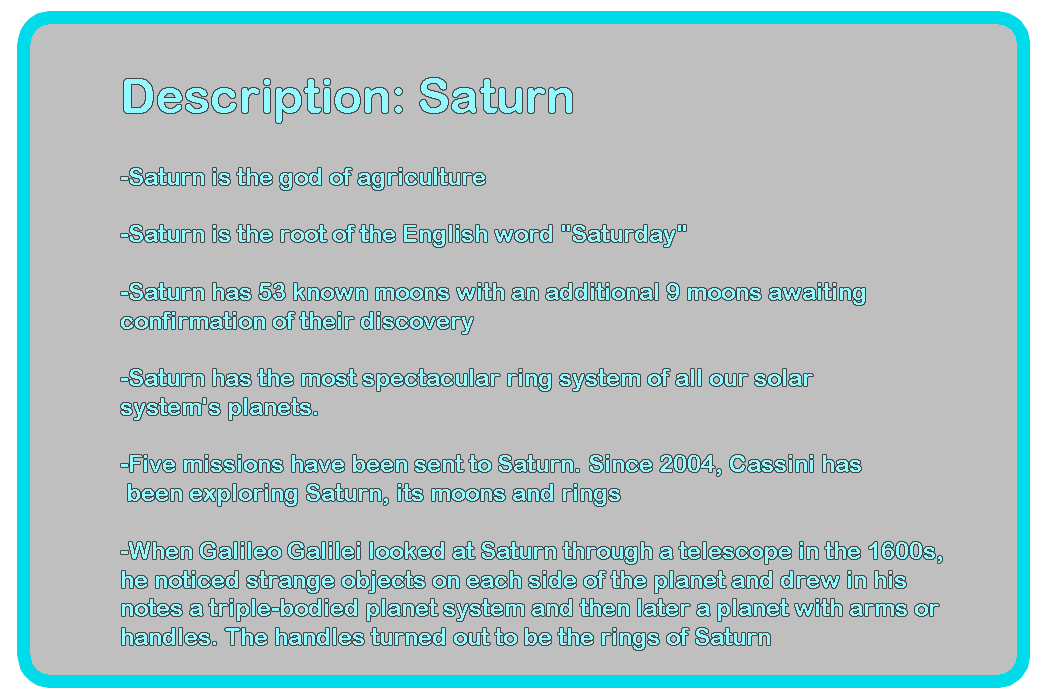 Description: Saturn
-Saturn is the god of agriculture
-Saturn is the root of the English word "Saturday"
-Saturn has 53 known moons with an additional 9 moons awaiting
confirmation of their discovery
-Saturn has the most spectacular ring system of all our solar
system's planets.
-Five missions have been sent to Saturn. Since 2004, Cassini has
been exploring Saturn, its moons and rings
-When Galileo Galilei looked at Saturn through a telescope in the 1600s,
he noticed strange objects on each side of the planet and drew in his
notes a triple-bodied planet system and then later a planet with arms or
handles. The handles turned out to be the rings of Saturn